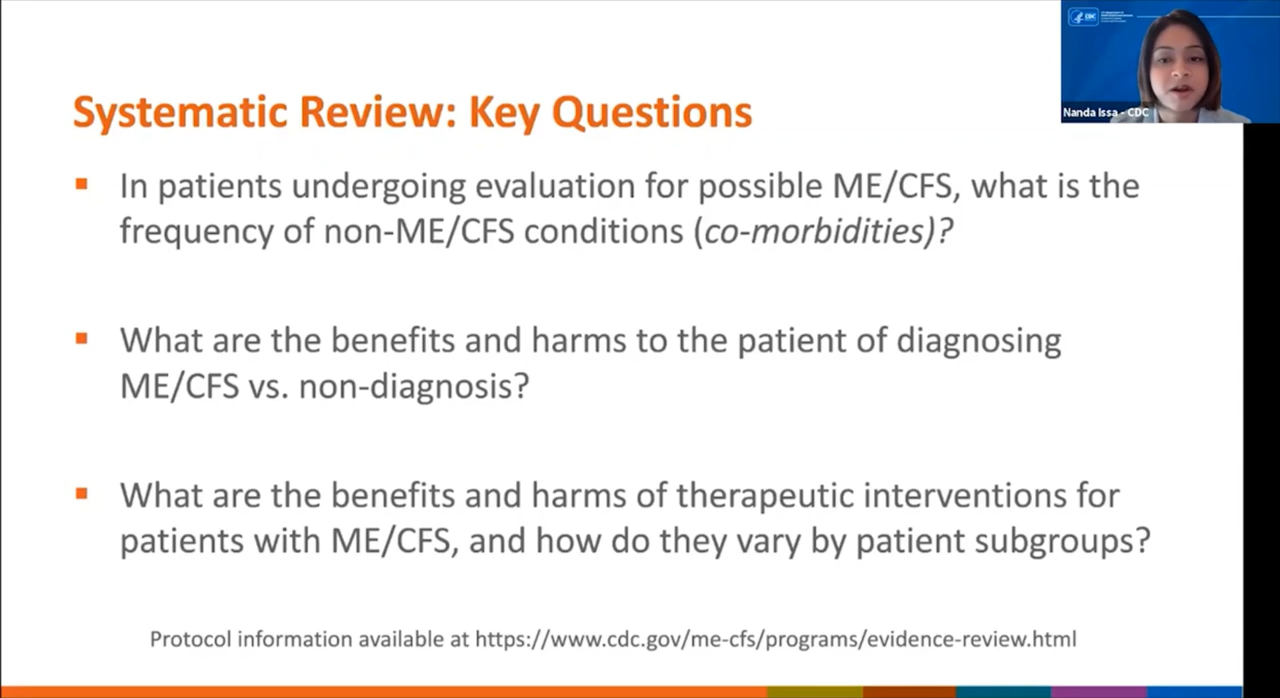 CDC
Nanda Issa - CDC
Systematic Review: Key Questions
In patients undergoing evaluation for possible ME/CFS, what is the
frequency of non-ME/CFS conditions (co-morbidities)?
What are the benefits and harms to the patient of diagnosing
ME/CFS vs. non-diagnosis?
What are the benefits and harms of therapeutic interventions for
patients with ME/CFS, and how do they vary by patient subgroups?
Protocol information available at https://www.cdc.gov/me-cfs/programs/evidence-review.html